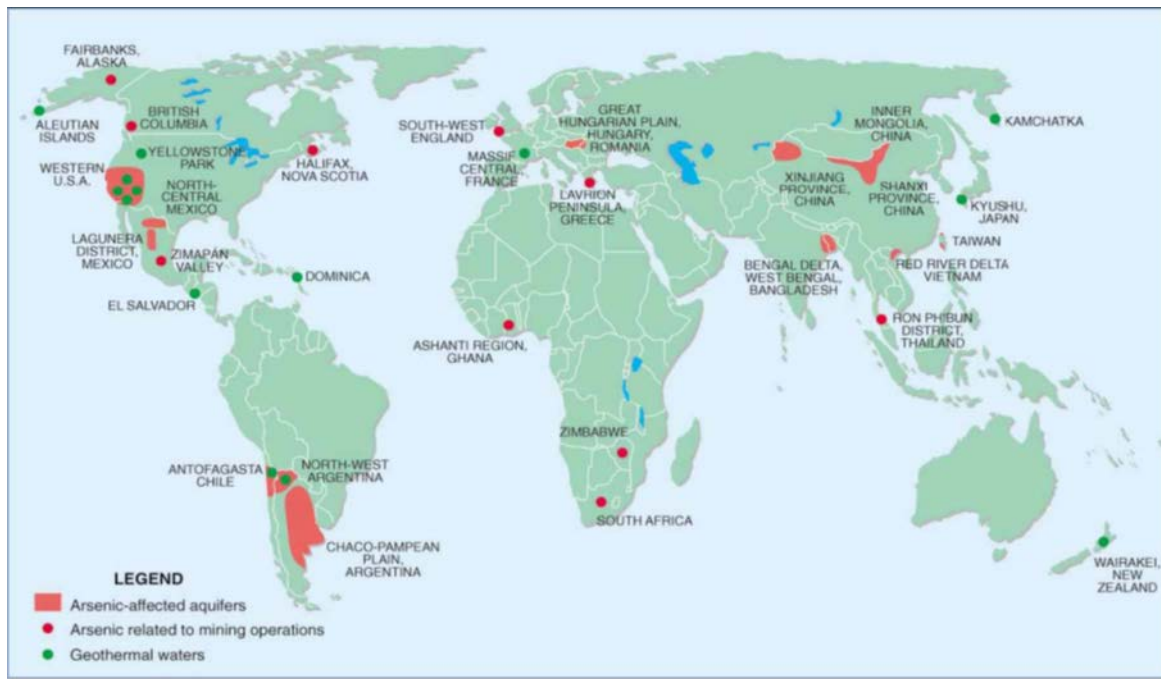 FAIRBANKS,
ALASKA
ALEUTIAN
ISLANDS
BRITISH
COLUMBIA
YELLOWSTONE
PARK
WESTERN
U.S.A.
NORTH-
CENTRAL
MEXICO
HALIFAX,
NOVA SCOTIA
LAGUNERA
DISTRICT,
MEXICO
ZIMAPÁN
VALLEY
DOMINICA
EL SALVADOR
SOUTH-WEST
ENGLAND
GREAT
HUNGARIAN PLAIN,
HUNGARY,
ROMANIA
MASSIF
CENTRAL,
FRANCE
LAVRION
PENINSULA,
GREECE
INNER
MONGOLIA,
CHINA
KAMCHATKA
XINJIANG
PROVINCE,
CHINA
SHANXI
PROVINCE,
CHINA
KYUSHU,
JAPAN
TAIWAN
BENGAL DELTA,
WEST BENGAL,
BANGLADESH
RED RIVER DELTA
VIETNAM
RON PHIBUN
DISTRICT,
THAILAND
ASHANTI REGION,
GHANA
ZIMBABWE
SOUTH AFRICA
ANTOFAGASTA
CHILE
NORTH-WEST
ARGENTINA
CHACO-PAMPEAN
PLAIN,
ARGENTINA
WAIRAKEI,
NEW
ZEALAND
LEGEND
Arsenic-affected aquifers
Arsenic related to mining operations
Geothermal waters